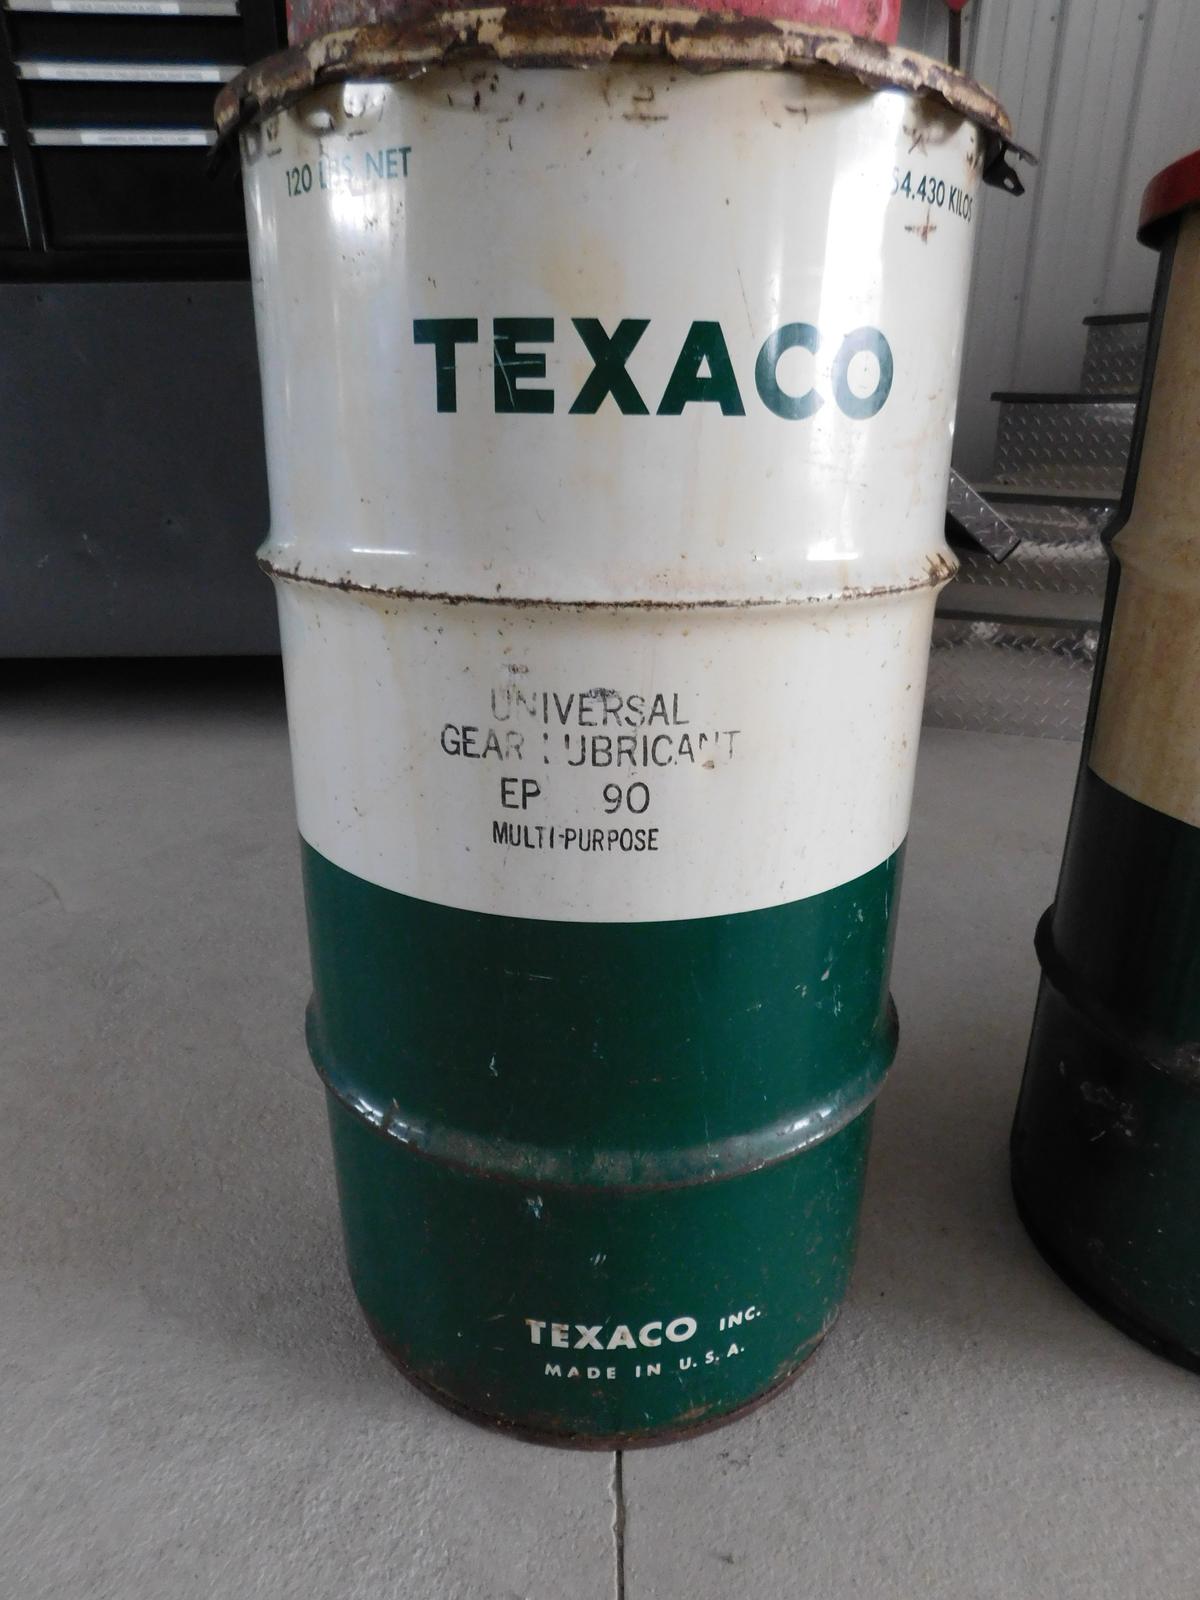 120 LBS. NET
54.430 KILOS
TEXACO
UNIVERSAL
GEAR LUBRICANT
EP 90
MULTI-PURPOSE
TEXACO INC.
MADE IN U.S.A.